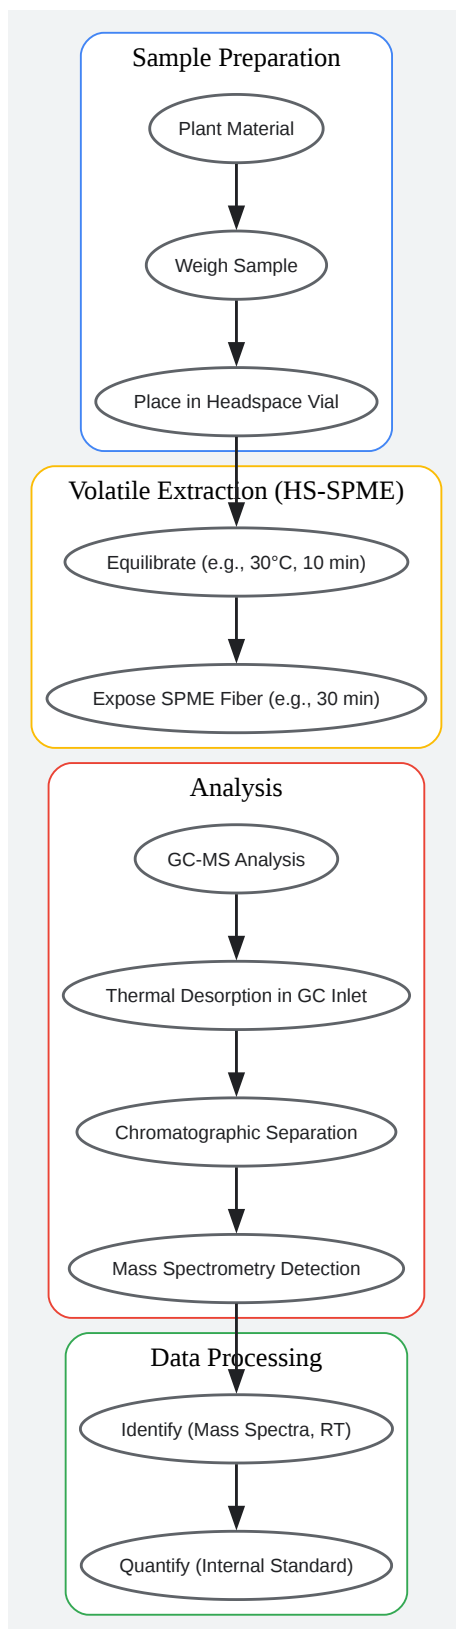 Sample Preparation
Plant Material
Weigh Sample
Place in Headspace Vial
Volatile Extraction (HS-SPME)
Equilibrate (e.g., 30°C, 10 min)
Expose SPME Fiber (e.g., 30 min)
Analysis
GC-MS Analysis
Thermal Desorption in GC Inlet
Chromatographic Separation
Mass Spectrometry Detection
Data Processing
Identify (Mass Spectra, RT)
Quantify (Internal Standard)